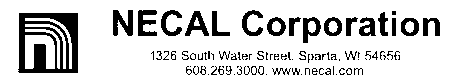 NECAL Corporation
1326 South Water Street, Sparta, WI 54656
608.269.3000, www.necal.com